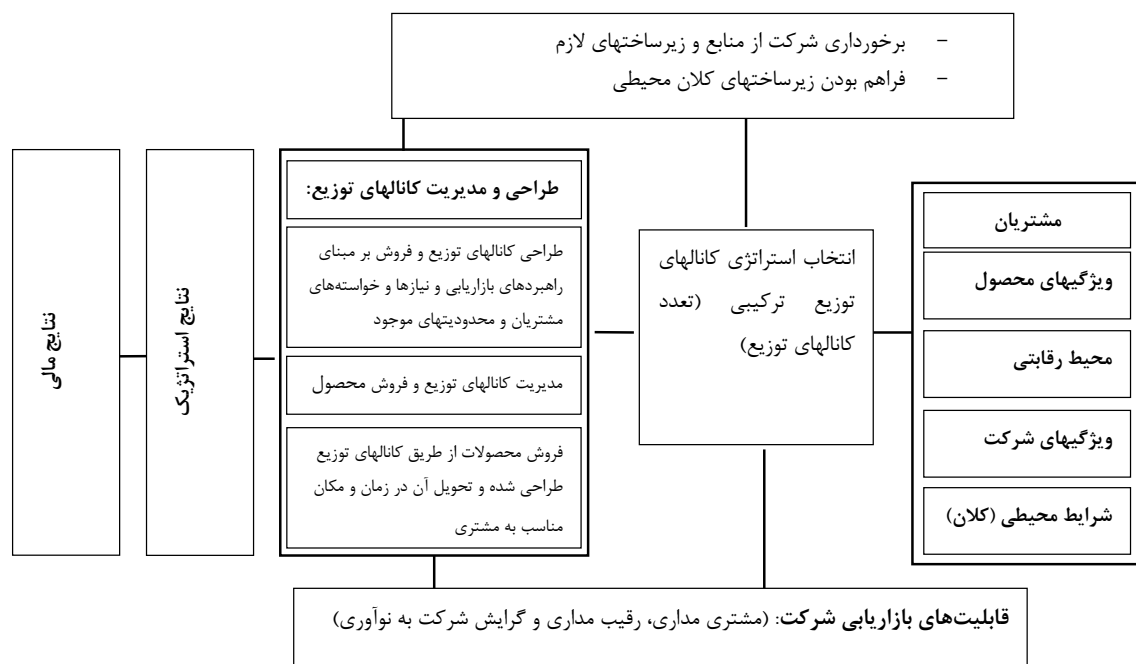 - برخورداری شرکت از منابع و زیرساختهای لازم
- فراهم بودن زیرساختهای کلان محیطی
مشتریان
ویژگیهای محصول
محیط رقابتی
ویژگیهای شرکت
شرایط محیطی (کلان)
انتخاب استراتژی کانالهای
توزیع ترکیبی (تعدد
کانالهای توزیع)
طراحی و مدیریت کانالهای توزیع:
طراحی کانالهای توزیع و فروش بر مبنای
راهبردهای بازاریابی و نیازها و خواسته‌های
مشتریان و محدودیتهای موجود
مدیریت کانالهای توزیع و فروش محصول
فروش محصولات از طریق کانالهای توزیع
طراحی شده و تحویل آن در زمان و مکان
مناسب به مشتری
نتایج استراتژیک
نتایج مالی
قابلیت‌های بازاریابی شرکت: (مشتری مداری، رقیب مداری و گرایش شرکت به نوآوری)